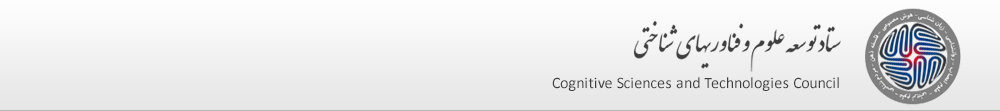 ستاد توسعه علوم و فناوریهای شناختی
Cognitive Sciences and Technologies Council